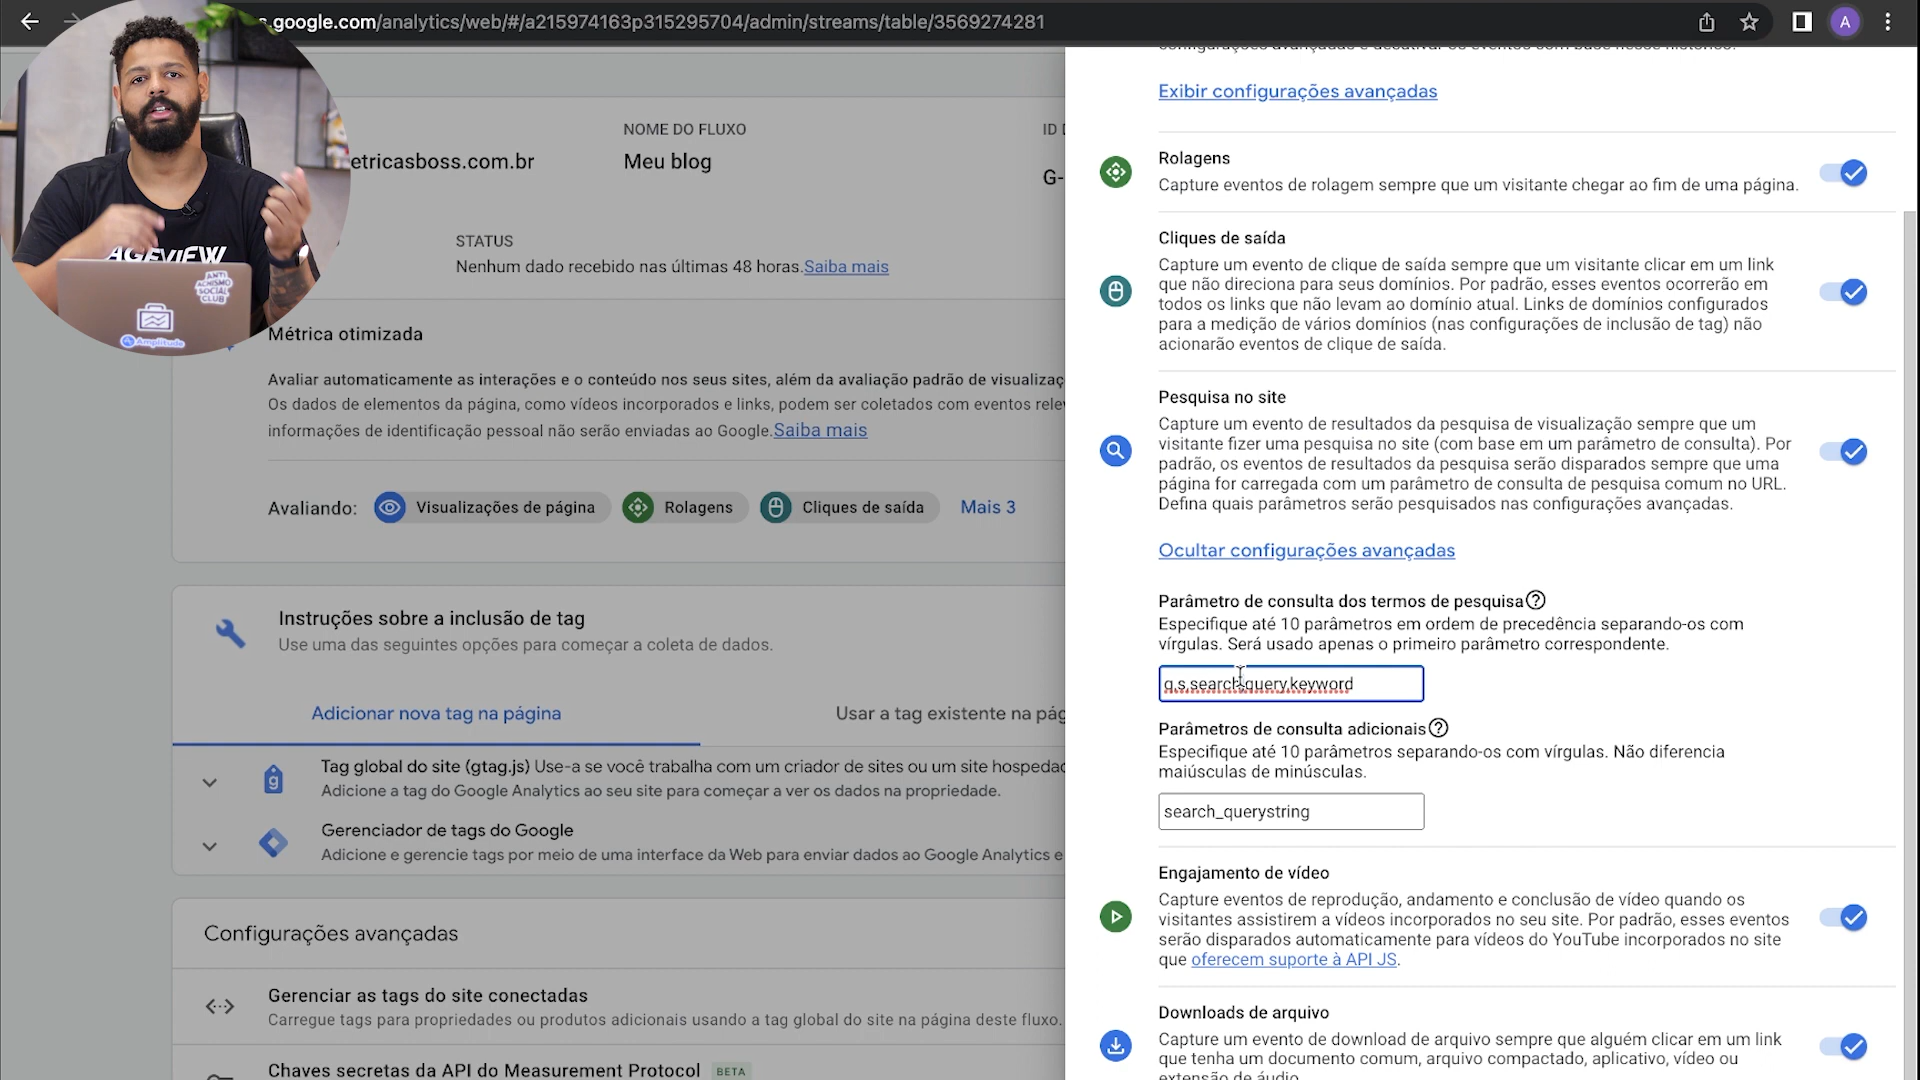 s.google.com/analytics/web/#/a215974163p315295704/admin/streams/table/3569274281
A
NOME DO FLUXO
etricasboss.com.br
Meu blog
G-
STATUS
Nenhum dado recebido nas últimas 48 horas. Saiba mais
AGEVIEW
ANTI
ACHISMO
SOCIAL
CLUB
Amplitude
Métrica otimizada
Avaliar automaticamente as interações e o conteúdo nos seus sites, além da avaliação padrão de
Os dados de elementos da página, como vídeos incorporados e links, podem ser coletados com eventos
informações de identificação pessoal não serão enviadas ao Google. Saiba mais
Avaliando:
Visualizações de página
Rolagens
Cliques de saída
Mais 3
Instruções sobre a inclusão de tag
Use uma das seguintes opções para começar a coleta de dados.
Adicionar nova tag na página
Usar a tag existente na pág
Tag global do site (gtag.js) Use-a se você trabalha com um criador de sites ou um site hospedad
Adicione a tag do Google Analytics ao seu site para começar a ver os dados na propriedade.
Gerenciador de tags do Google
Adicione e gerencie tags por meio de uma interface da Web para enviar dados ao Google Analytics e
Configurações avançadas
Gerenciar as tags do site conectadas
Carregue tags para propriedades ou produtos adicionais usando a tag global do site na página deste fluxo.
Chaves secretas da API do Measurement Protocol BETA
configurações avançadas e desativar os eventos com base nesse histórico.
Exibir configurações avançadas
Rolagens
Capture eventos de rolagem sempre que um visitante chegar ao fim de uma página.
Cliques de saída
Capture um evento de clique de saída sempre que um visitante clicar em um link
que não direciona para seus domínios. Por padrão, esses eventos ocorrerão em
todos os links que não levam ao domínio atual. Links de domínios configurados
para a medição de vários domínios (nas configurações de inclusão de tag) não
acionarão eventos de clique de saída.
Pesquisa no site
Capture um evento de resultados da pesquisa de visualização sempre que um
visitante fizer uma pesquisa no site (com base em um parâmetro de consulta). Por
padrão, os eventos de resultados da pesquisa serão disparados sempre que uma
página for carregada com um parâmetro de consulta de pesquisa comum no URL.
Defina quais parâmetros serão pesquisados nas configurações avançadas.
Ocultar configurações avançadas
Parâmetro de consulta dos termos de pesquisa
Especifique até 10 parâmetros em ordem de precedência separando-os com
vírgulas. Será usado apenas o primeiro parâmetro correspondente.
q,s,search,query,keyword
Parâmetros de consulta adicionais
Especifique até 10 parâmetros separando-os com vírgulas. Não diferencia
maiúsculas de minúsculas.
search_querystring
Engajamento de vídeo
Capture eventos de reprodução, andamento e conclusão de vídeo quando os
visitantes assistirem a vídeos incorporados no seu site. Por padrão, esses eventos
serão disparados automaticamente para vídeos do YouTube incorporados no site
que oferecem suporte à API JS.
Downloads de arquivo
Capture um evento de download de arquivo sempre que alguém clicar em um link
que tenha um documento comum, arquivo compactado, aplicativo, vídeo ou
extensão de áudio.